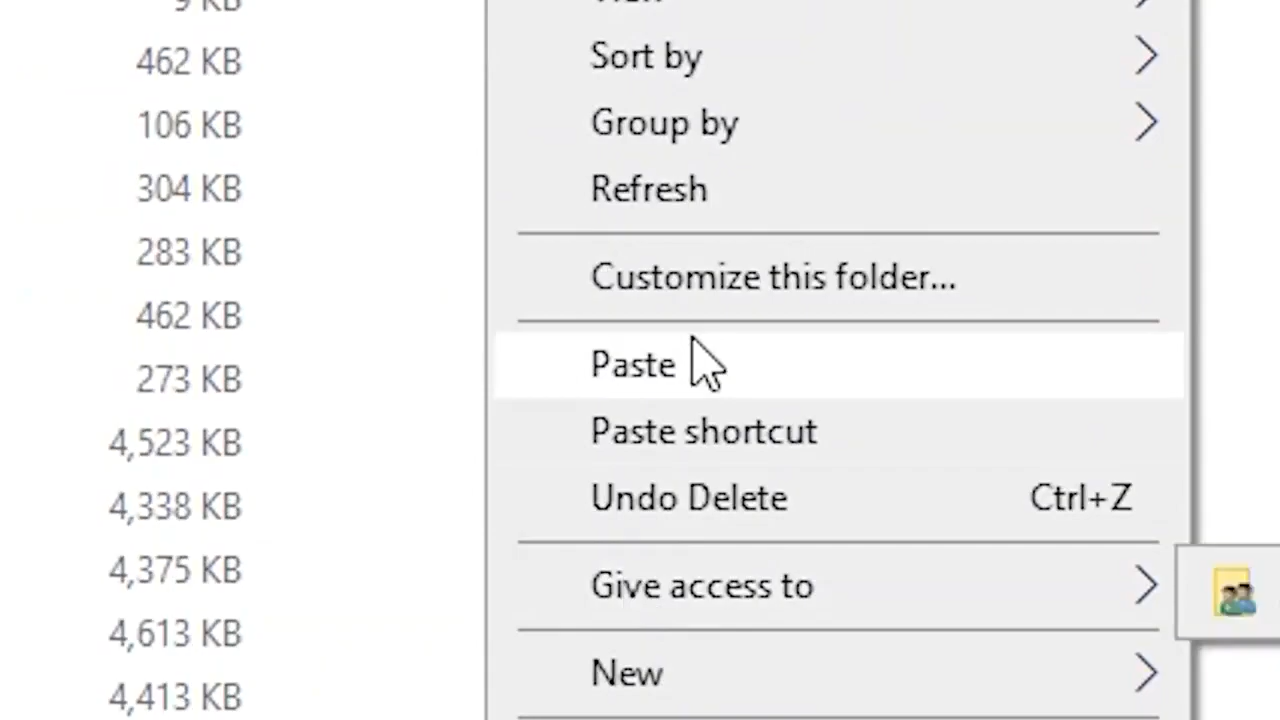 9 KB
462 KB
106 KB
304 KB
283 KB
462 KB
273 KB
4,523 KB
4,338 KB
4,375 KB
4,613 KB
4,413 KB
Sort by
Group by
Refresh
Customize this folder...
Paste
Paste shortcut
Undo Delete Ctrl+Z
Give access to
New